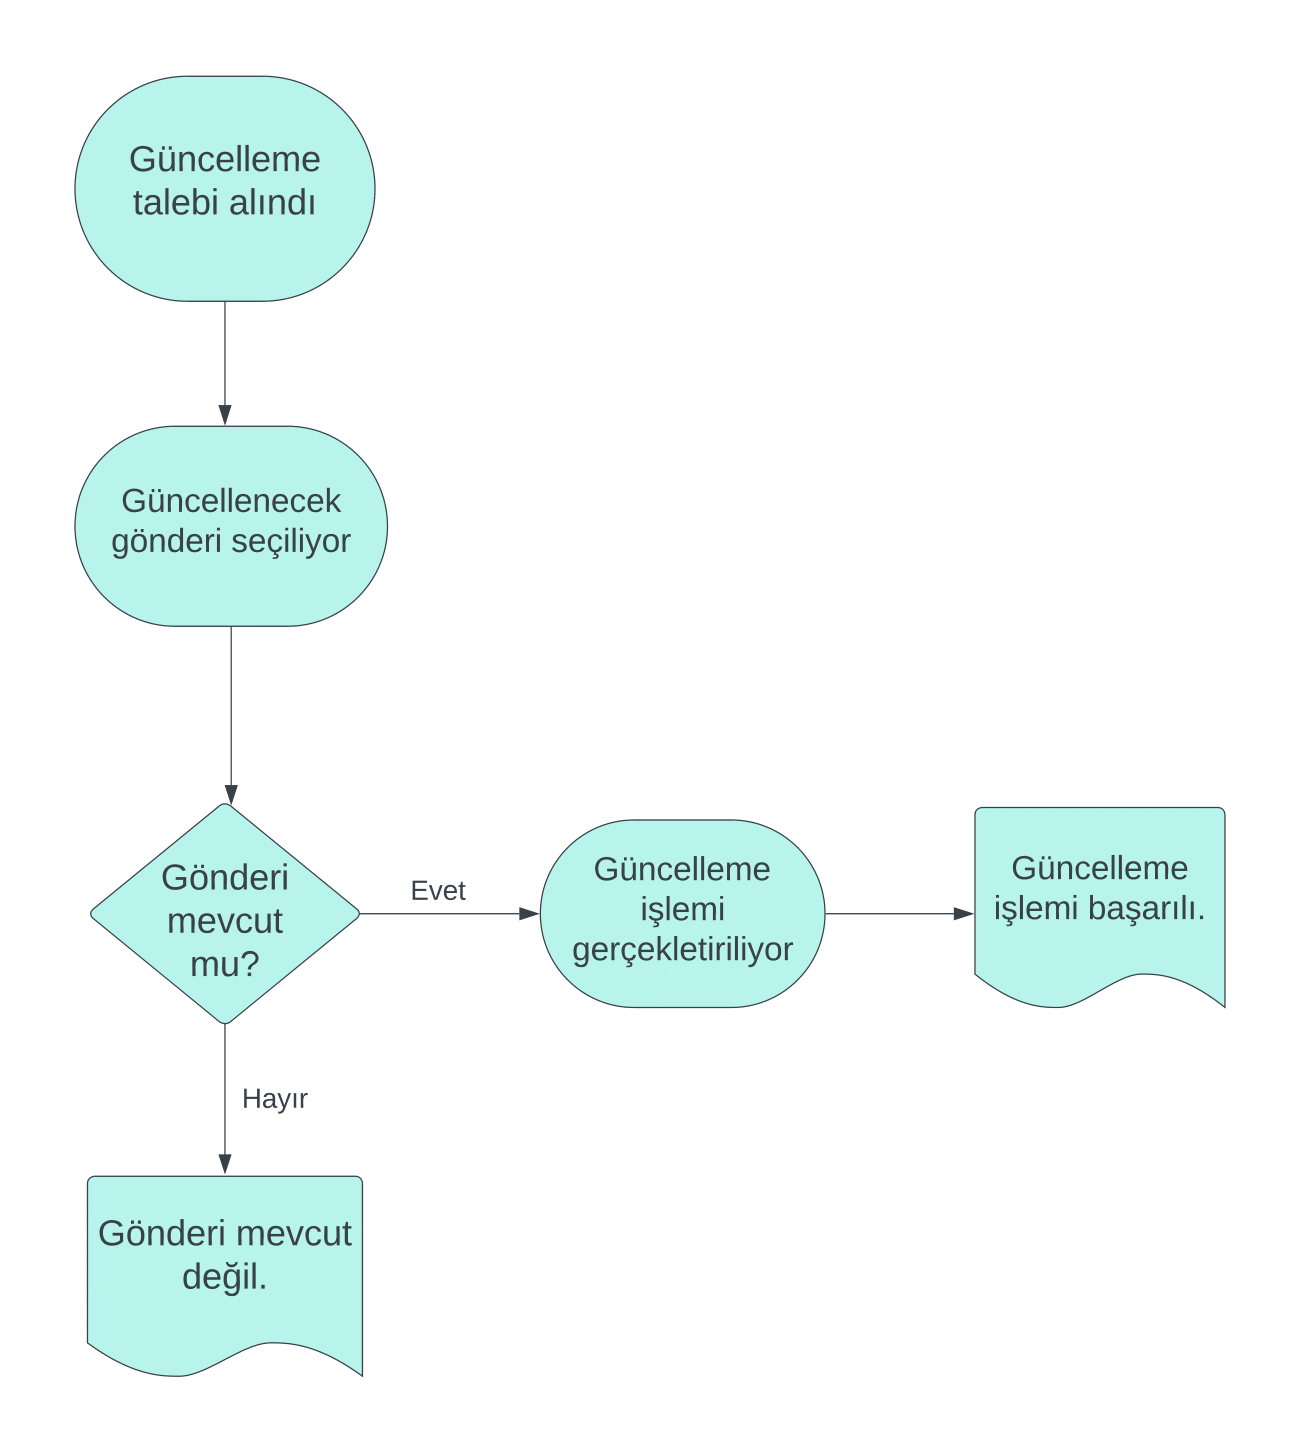 Güncelleme
talebi alındı
Güncellenecek
gönderi seçiliyor
Gönderi
mevcut
mu?
Evet
Güncelleme
işlemi
gerçekletiriliyor
Güncelleme
işlemi başarılı.
Hayır
Gönderi mevcut
değil.